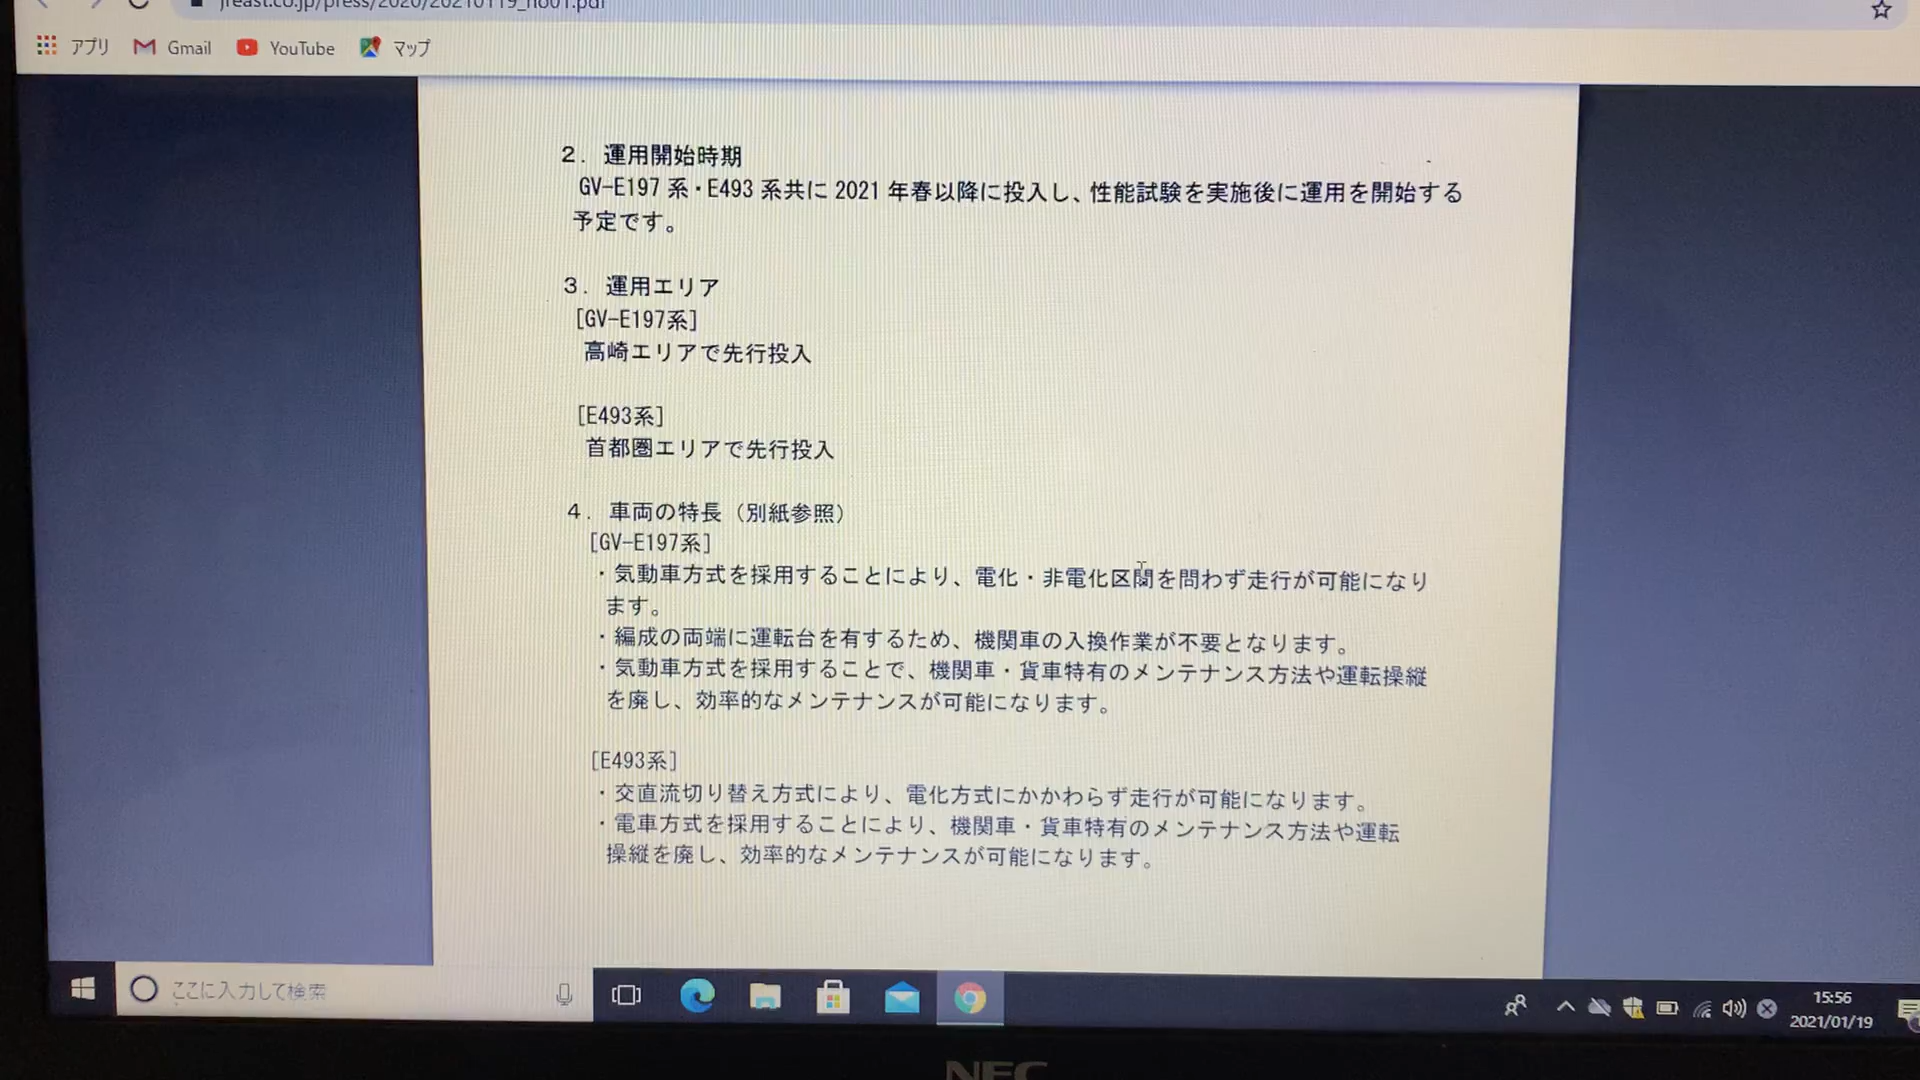 jreast.co.jp/press/2020/20210119_ho01.pdf
アプリ Gmail YouTube マップ
２．運用開始時期
GV-E197 系・E493 系共に 2021 年春以降に投入し、性能試験を実施後に運用を開始する
予定です。
３．運用エリア
[GV-E197系]
高崎エリアで先行投入
[E493系]
首都圏エリアで先行投入
４．車両の特長（別紙参照）
[GV-E197系]
・気動車方式を採用することにより、電化・非電化区間を問わず走行が可能になり
ます。
・編成の両端に運転台を有するため、機関車の入換作業が不要となります。
・気動車方式を採用することで、機関車・貨車特有のメンテナンス方法や運転操縦
を廃し、効率的なメンテナンスが可能になります。
[E493系]
・交直流切り替え方式により、電化方式にかかわらず走行が可能になります。
・電車方式を採用することにより、機関車・貨車特有のメンテナンス方法や運転
操縦を廃し、効率的なメンテナンスが可能になります。
ここに入力して検索
15:56
2021/01/19
NEC